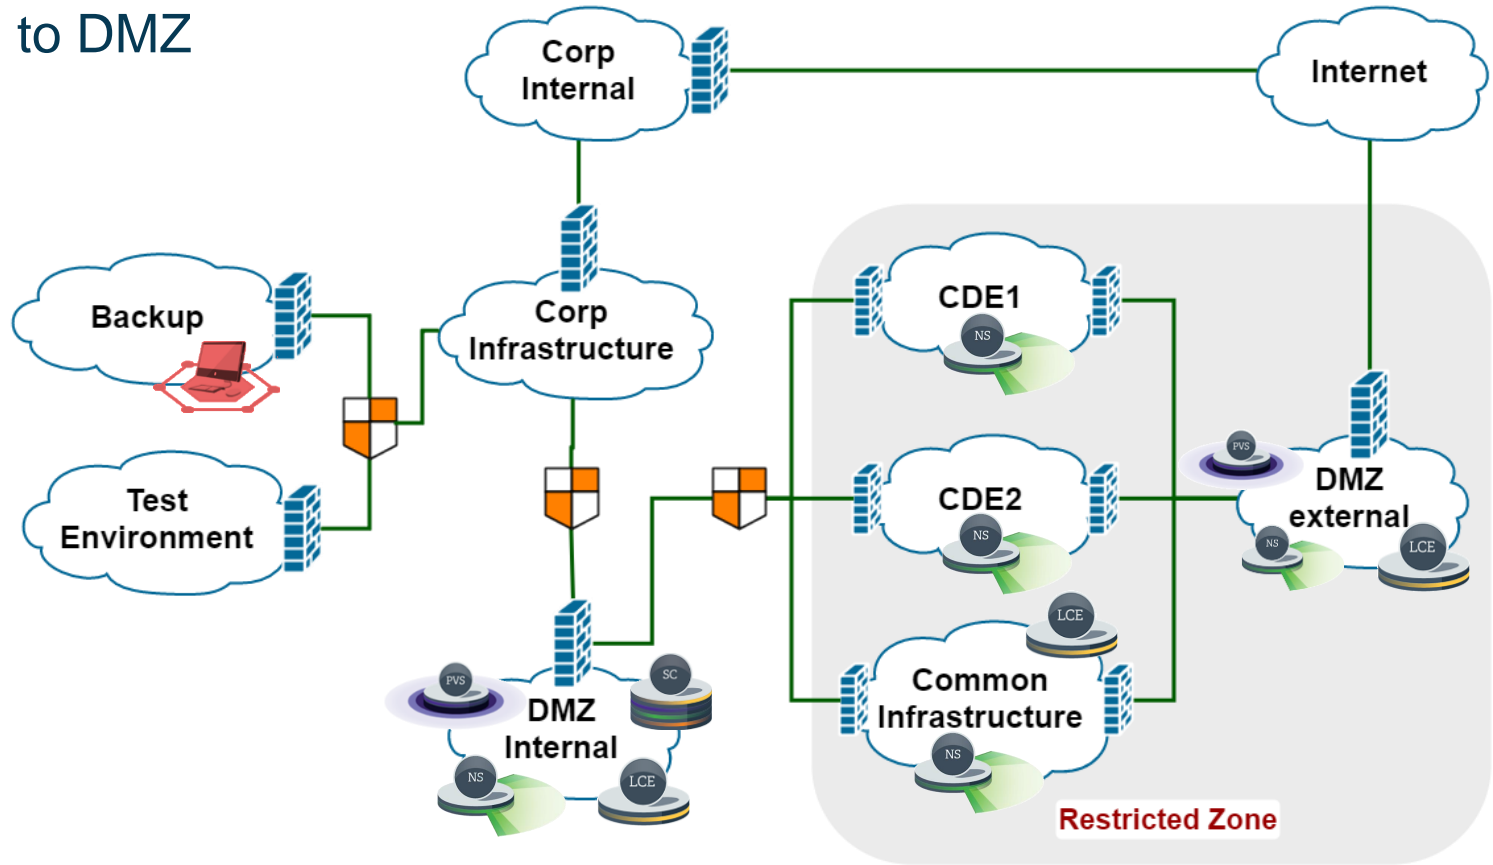 to DMZ
Corp
Internal
Internet
Backup
Corp
Infrastructure
CDE1
NS
Test
Environment
CDE2
NS
PVS
DMZ
external
NS
LCE
LCE
Common
Infrastructure
NS
PVS
SC
DMZ
Internal
NS
LCE
Restricted Zone